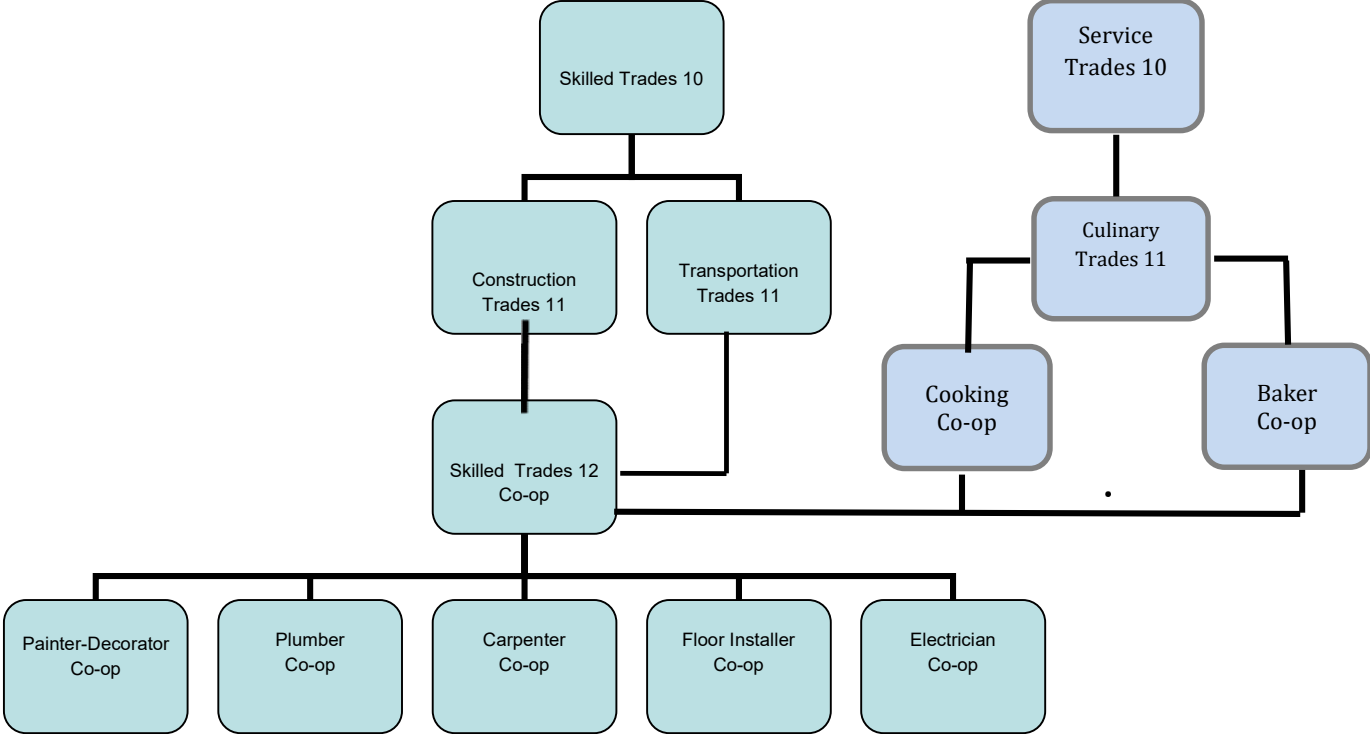 Skilled Trades 10
Service
Trades 10
Construction
Trades 11
Transportation
Trades 11
Culinary
Trades 11
Skilled  Trades 12
Co-op
Cooking
Co-op
Baker
Co-op
Painter-Decorator
Co-op
Plumber
Co-op
Carpenter
Co-op
Floor Installer
Co-op
Electrician
Co-op